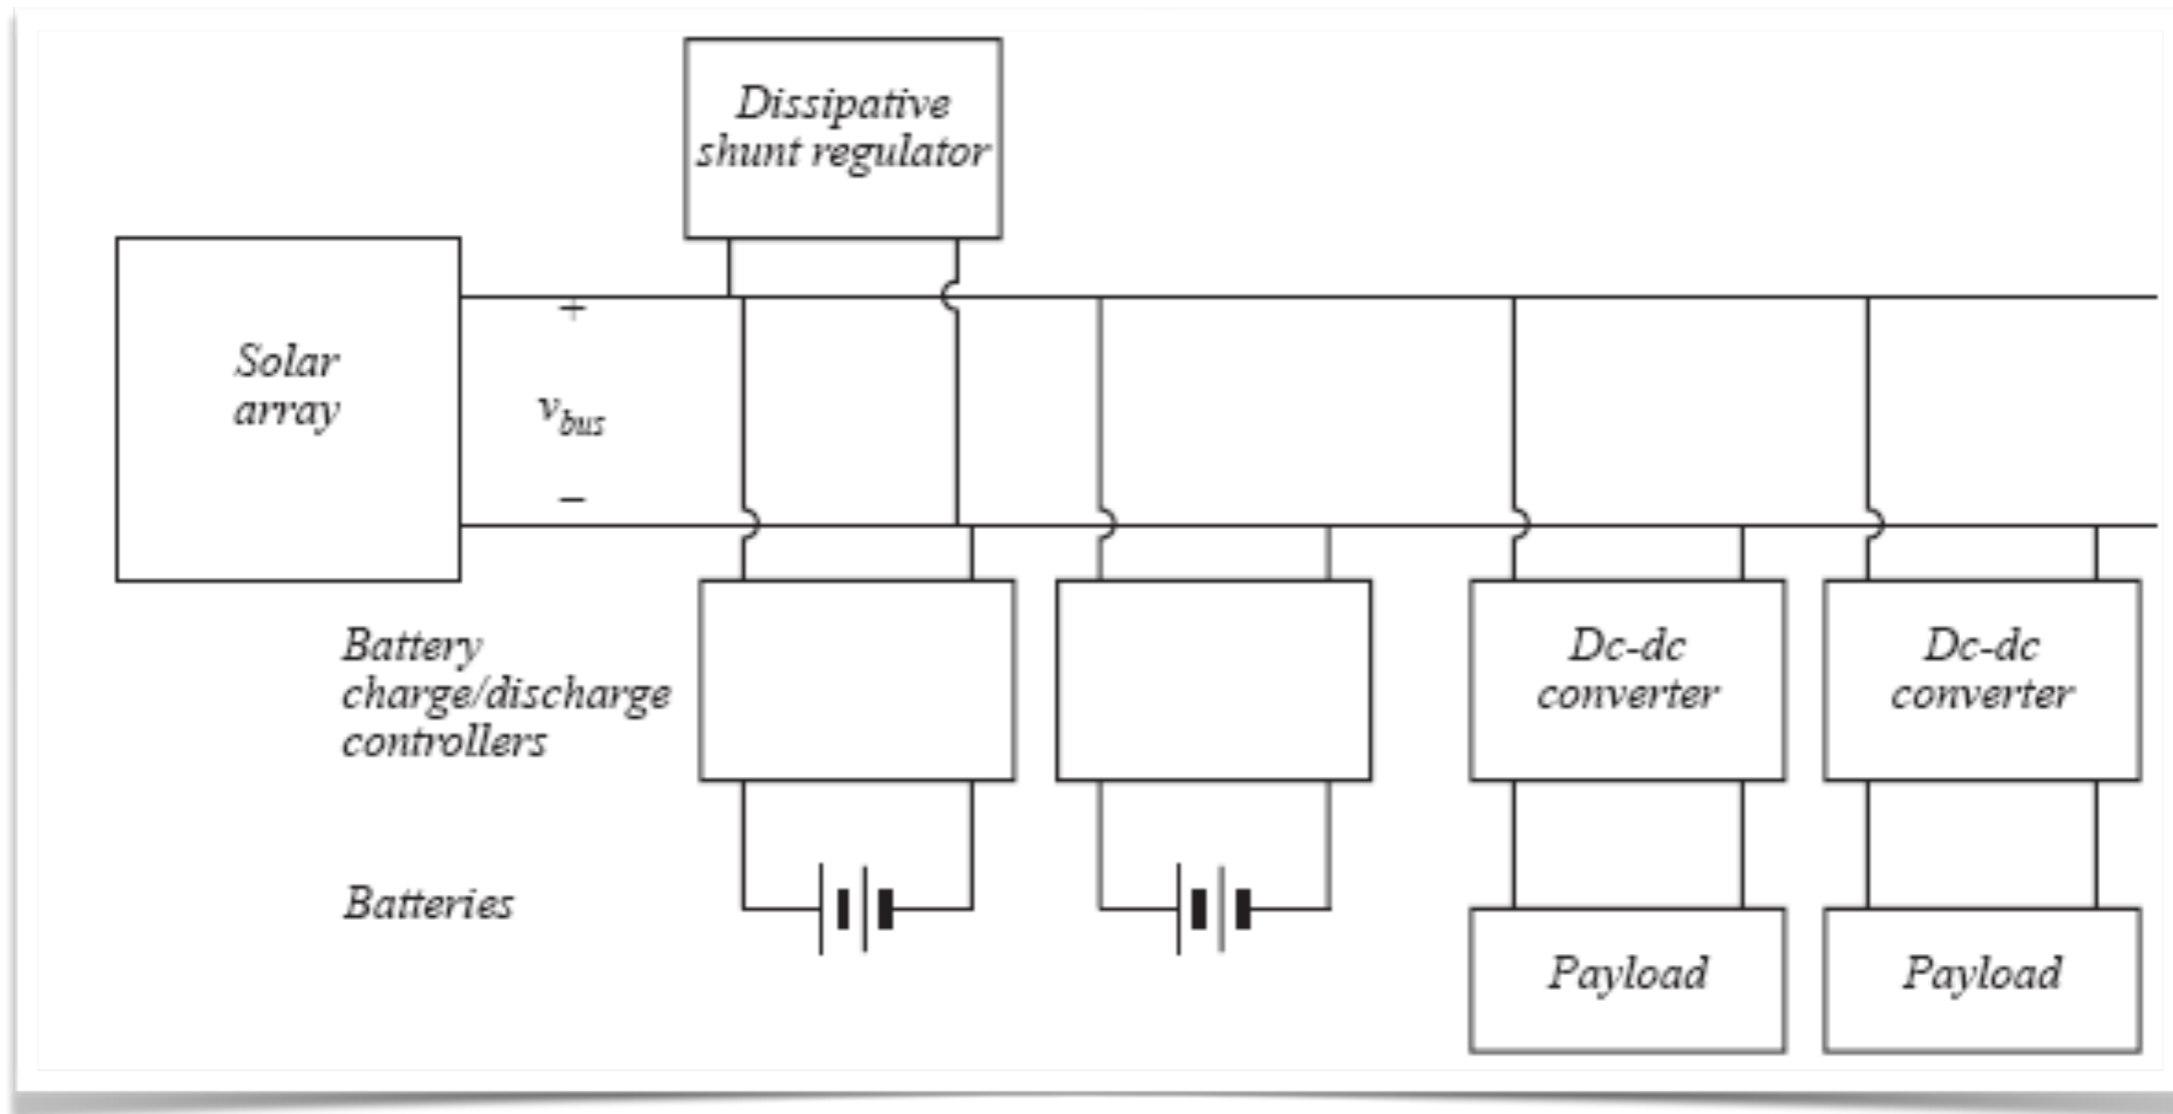 Dissipative
shunt regulator
Solar
array
+
v_bus
−
Battery
charge/discharge
controllers
Dc-dc
converter
Dc-dc
converter
Batteries
Payload
Payload